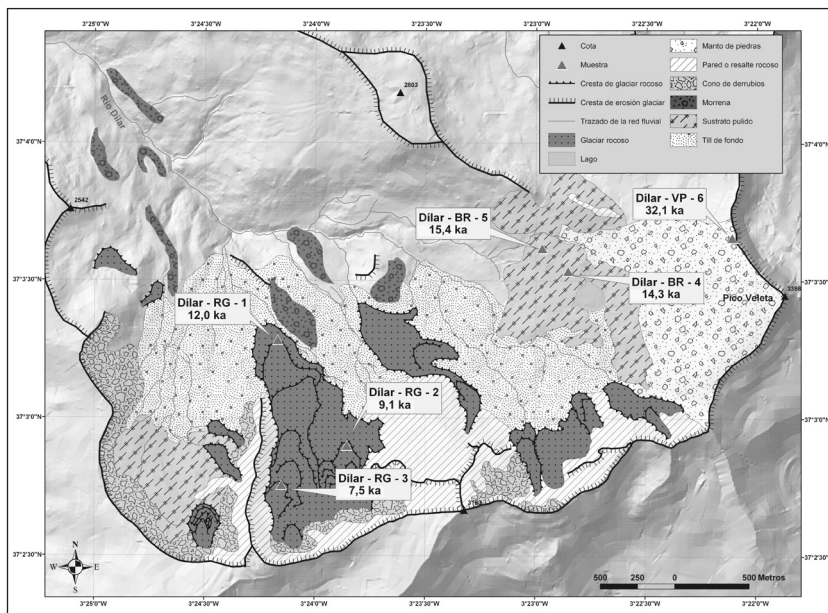 3°25'0"W
3°24'30"W
3°24'0"W
3°23'30"W
3°23'0"W
3°22'30"W
3°22'0"W
Cota
Muestra
Cresta de glaciar rocoso
Cresta de erosión glaciar
Trazado de la red fluvial
Glaciar rocoso
Lago
Manto de piedras
Pared o resalte rocoso
Cono de derrubios
Morrena
Sustrato pulido
Till de fondo
2803
Río Dílar
37°4'0"N
37°4'0"N
2542
Dílar - VP - 6
32,1 ka
Dílar - BR - 5
15,4 ka
37°3'30"N
37°3'30"N
Dílar - BR - 4
14,3 ka
3398
Pico Veleta
Dílar - RG - 1
12,0 ka
Dílar - RG - 2
9,1 ka
37°3'0"N
37°3'0"N
Dílar - RG - 3
7,5 ka
37°2'30"N
37°2'30"N
N
W E
S
500 250 0 500 Metros
3°25'0"W
3°24'30"W
3°24'0"W
3°23'30"W
3°23'0"W
3°22'30"W
3°22'0"W